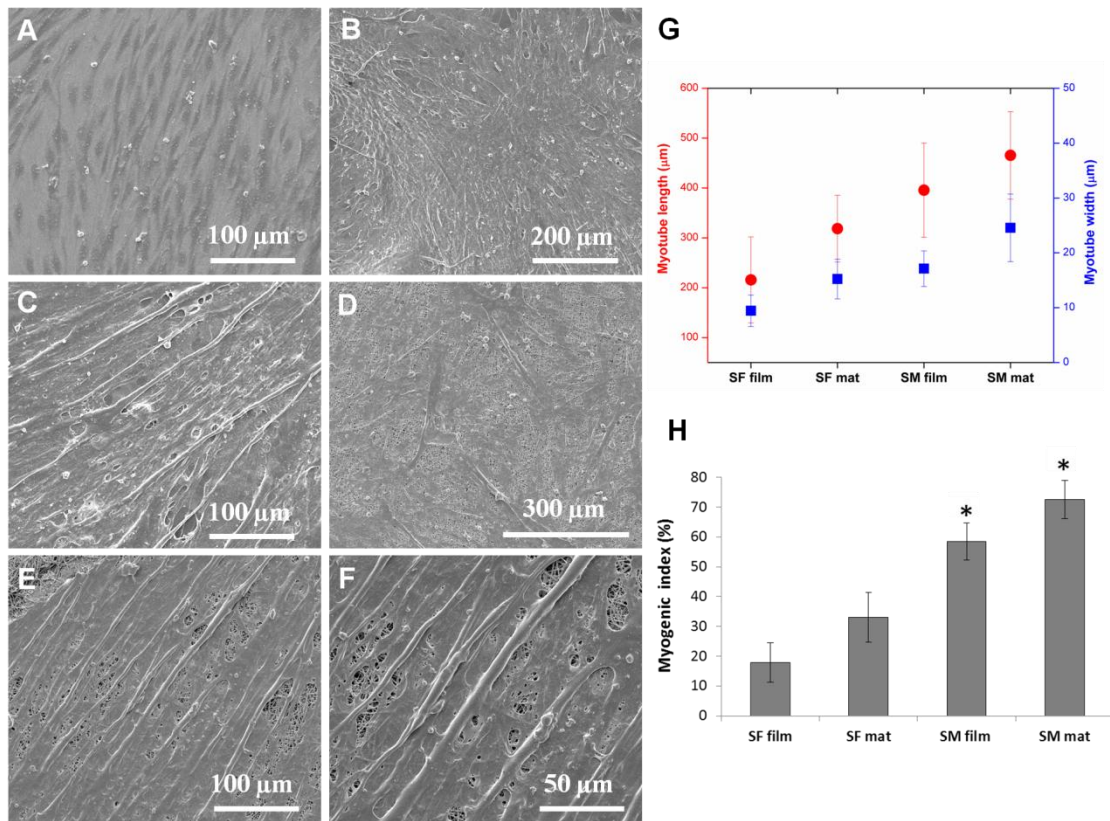 A
100 µm
B
200 µm
C
100 µm
D
300 µm
E
100 µm
F
50 µm
G
Myotube length (µm)
600
500
400
300
200
100
Myotube width (µm)
50
40
30
20
10
0
SF film
SF mat
SM film
SM mat
H
Myogenic index (%)
80
70
60
50
40
30
20
10
0
*
*
SF film
SF mat
SM film
SM mat